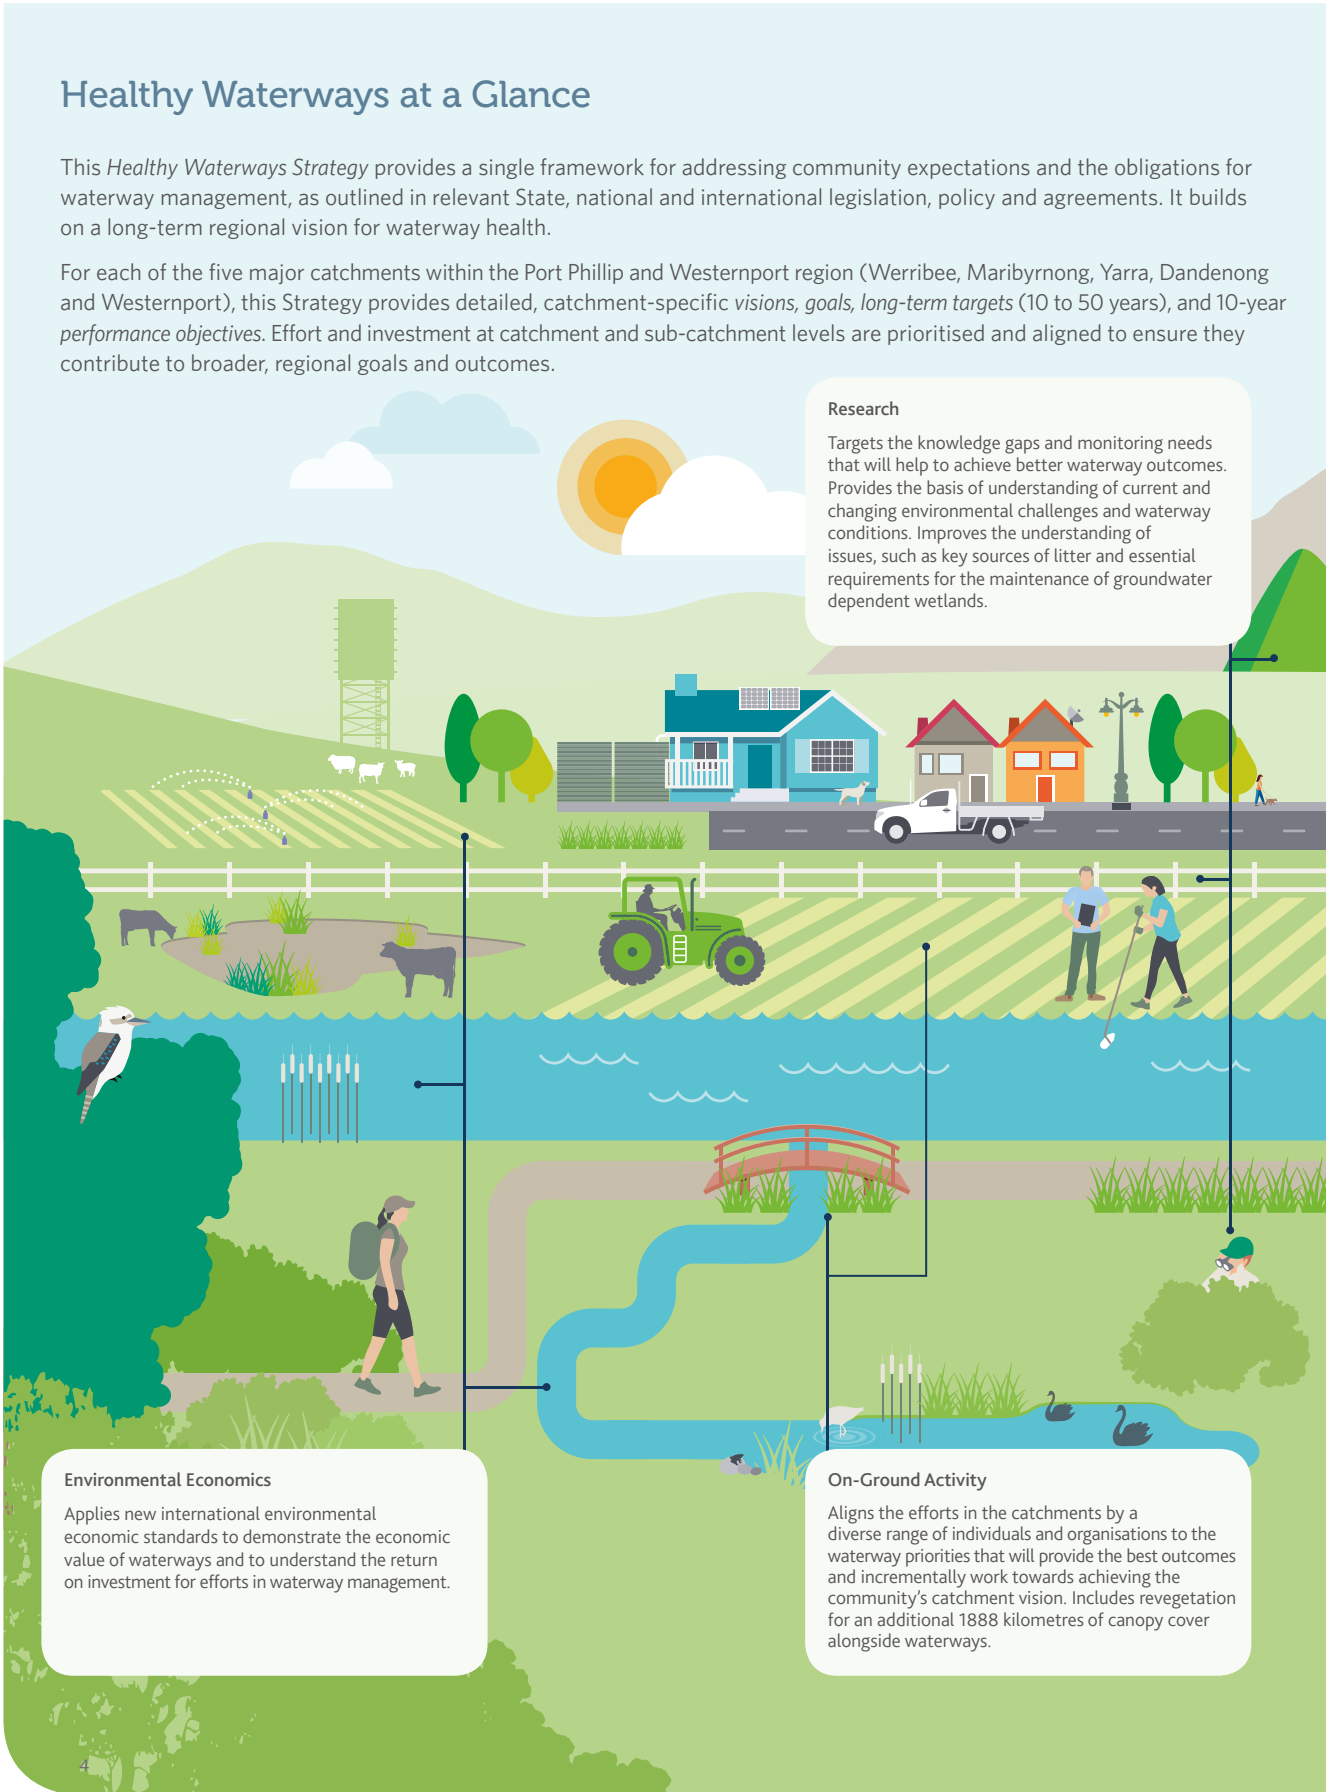 Healthy Waterways at a Glance
This Healthy Waterways Strategy provides a single framework for addressing community expectations and the obligations for
waterway management, as outlined in relevant State, national and international legislation, policy and agreements. It builds
on a long-term regional vision for waterway health.
For each of the five major catchments within the Port Phillip and Westernport region (Werribee, Maribyrnong, Yarra, Dandenong
and Westernport), this Strategy provides detailed, catchment-specific visions, goals, long-term targets (10 to 50 years), and 10-year
performance objectives. Effort and investment at catchment and sub-catchment levels are prioritised and aligned to ensure they
contribute to broader, regional goals and outcomes.
Research
Targets the knowledge gaps and monitoring needs
that will help to achieve better waterway outcomes.
Provides the basis of understanding of current and
changing environmental challenges and waterway
conditions. Improves the understanding of
issues, such as key sources of litter and essential
requirements for the maintenance of groundwater
dependent wetlands.
Environmental Economics
Applies new international environmental
economic standards to demonstrate the economic
value of waterways and to understand the return
on investment for efforts in waterway management.
On-Ground Activity
Aligns the efforts in the catchments by a
diverse range of individuals and organisations to the
waterway priorities that will provide the best outcomes
and incrementally work towards achieving the
community's catchment vision. Includes revegetation
for an additional 1888 kilometres of canopy cover
alongside waterways.
4